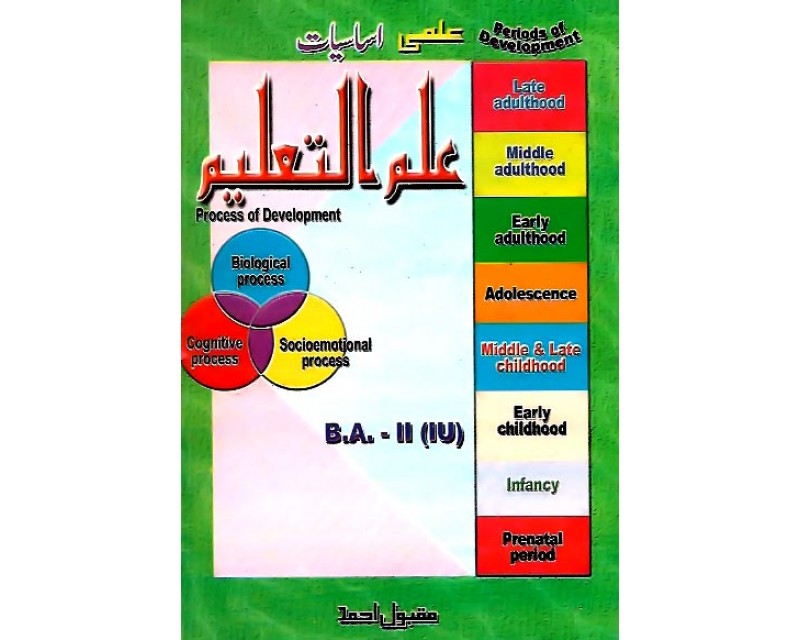 علمی اساسیات
Periods of
Development
علم التعلیم
Process of Development
Biological
process
Cognitive
process
Socioemotional
process
B.A. - II (IU)
Late
adulthood
Middle
adulthood
Early
adulthood
Adolescence
Middle & Late
childhood
Early
childhood
Infancy
Prenatal
period
مقبول احمد